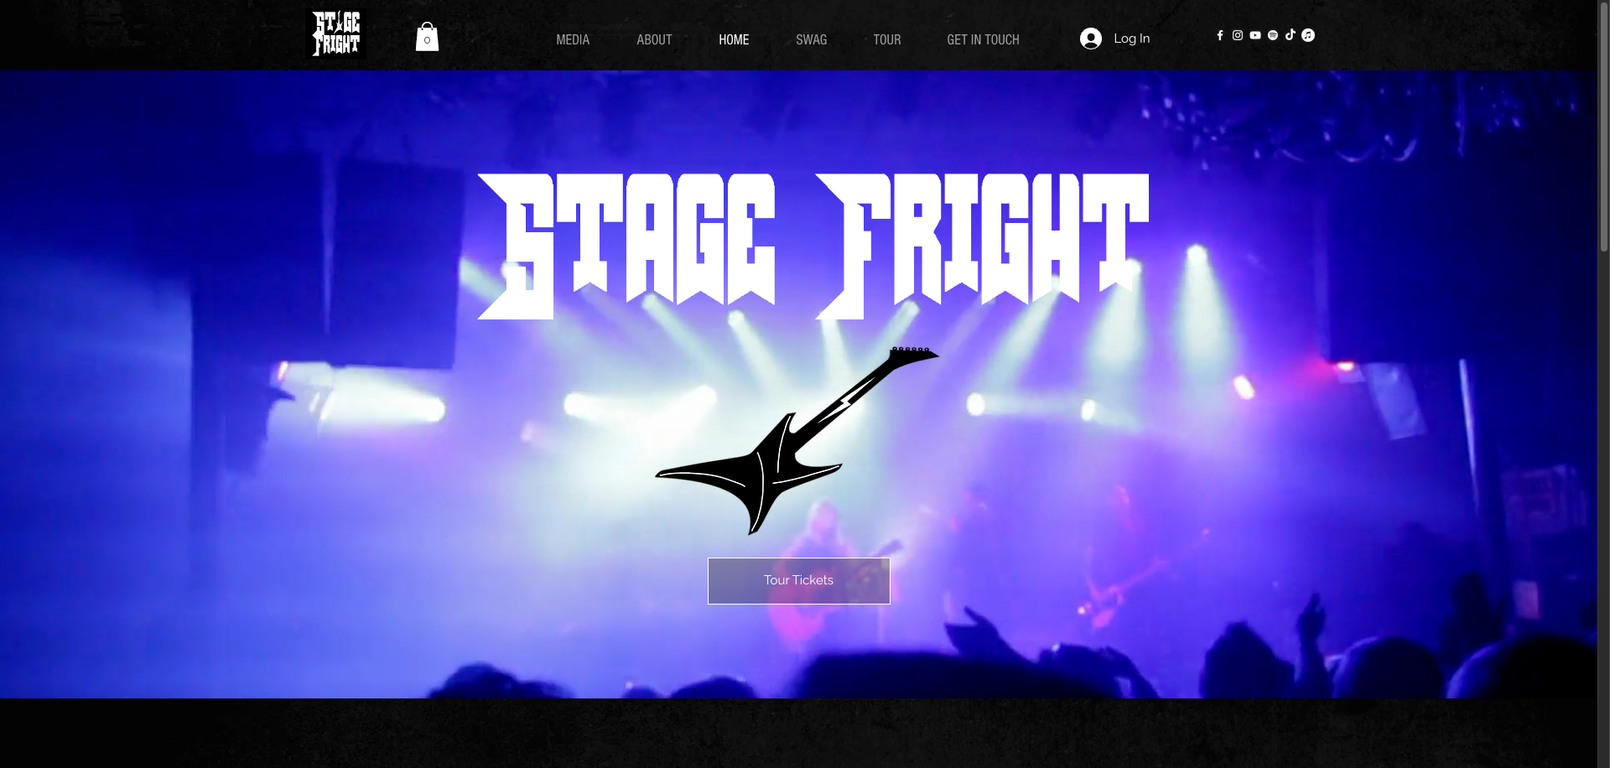 STAGE
FRIGHT
0
MEDIA
ABOUT
HOME
SWAG
TOUR
GET IN TOUCH
Log In
STAGE FRIGHT
Tour Tickets